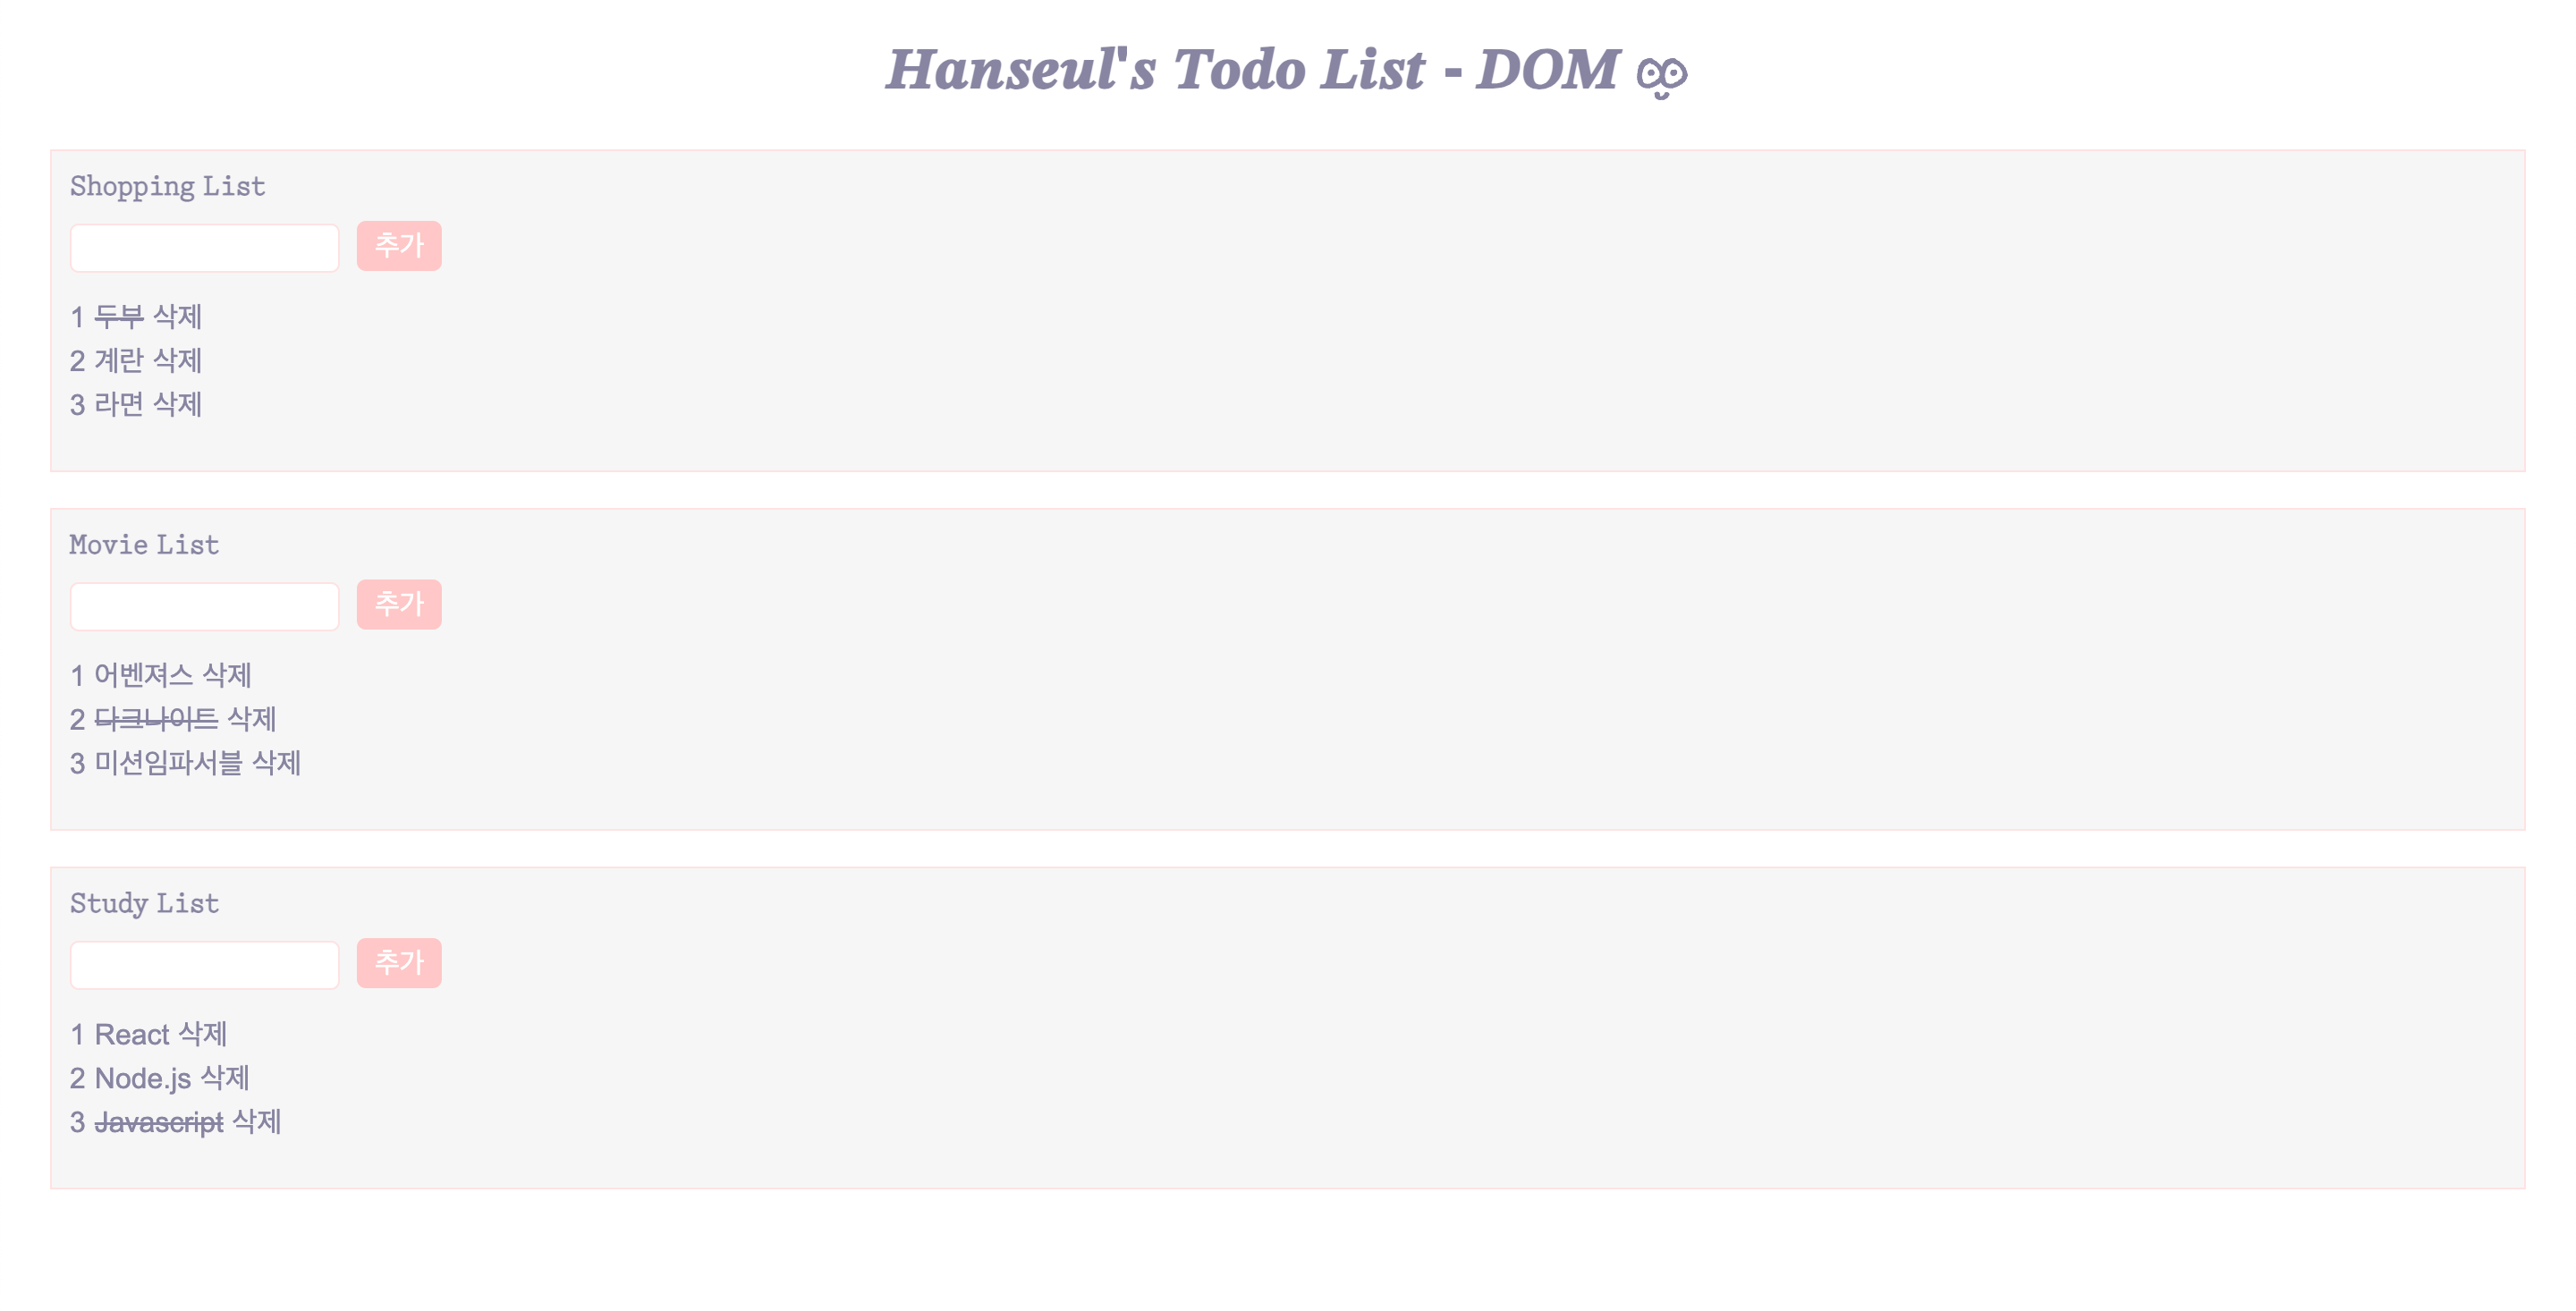 Hanseul's Todo List - DOM
Shopping List
추가
1 두부 삭제
2 계란 삭제
3 라면 삭제
Movie List
추가
1 어벤져스 삭제
2 다크나이트 삭제
3 미션임파서블 삭제
Study List
추가
1 React 삭제
2 Node.js 삭제
3 Javascript 삭제